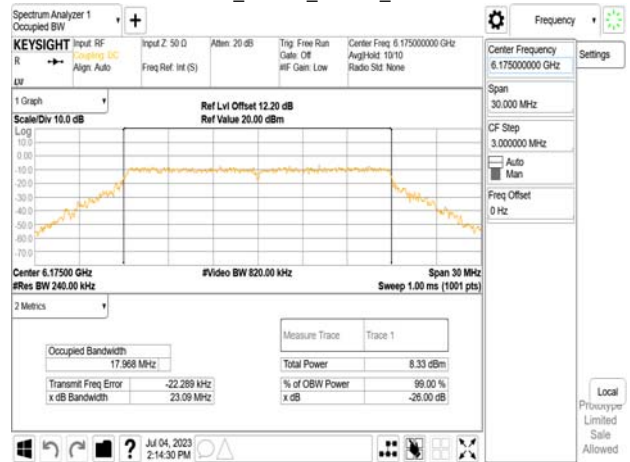 Spectrum Analyzer 1
Occupied BW
Frequency
KEYSIGHT
R
Input: RF
Coupling: DC
Align: Auto
Input Z: 50 Ω
Freq Ref: Int (S)
Atten: 20 dB
Trig: Free Run
Gate: Off
#IF Gain: Low
Center Freq: 6.175000000 GHz
Avg|Hold: 10/10
Radio Std: None
Center Frequency
6.175000000 GHz
Settings
Span
30.000 MHz
CF Step
3.000000 MHz
Auto
Man
Freq Offset
0 Hz
1 Graph
Scale/Div 10.0 dB
Ref Lvl Offset 12.20 dB
Ref Value 20.00 dBm
Log
10.0
0.00
-10.0
-20.0
-30.0
-40.0
-50.0
-60.0
-70.0
Center 6.17500 GHz
#Res BW 240.00 kHz
#Video BW 820.00 kHz
Span 30 MHz
Sweep 1.00 ms (1001 pts)
2 Metrics
Measure Trace Trace 1
Occupied Bandwidth
17.968 MHz
Total Power 8.33 dBm
Transmit Freq Error -22.289 kHz
% of OBW Power 99.00 %
x dB Bandwidth 23.09 MHz
x dB -26.00 dB
Local
Prototype
Limited
Sale
Allowed
?
Jul 04, 2023
2:14:30 PM